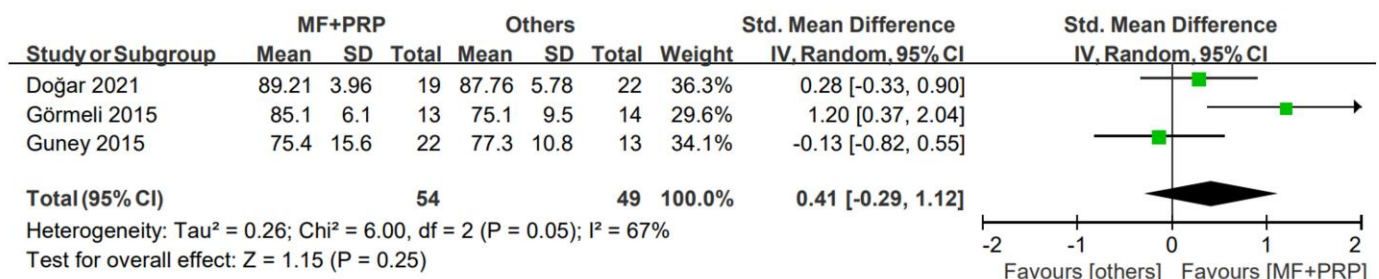 MF+PRP Others Std. Mean Difference Std. Mean Difference
Study or Subgroup Mean SD Total Mean SD Total Weight IV, Random, 95% CI IV, Random, 95% CI
Doğar 2021 89.21 3.96 19 87.76 5.78 22 36.3% 0.28 [-0.33, 0.90]
Görmeli 2015 85.1 6.1 13 75.1 9.5 14 29.6% 1.20 [0.37, 2.04]
Guney 2015 75.4 15.6 22 77.3 10.8 13 34.1% -0.13 [-0.82, 0.55]
Total (95% CI) 54 49 100.0% 0.41 [-0.29, 1.12]
Heterogeneity: Tau² = 0.26; Chi² = 6.00, df = 2 (P = 0.05); I² = 67%
Test for overall effect: Z = 1.15 (P = 0.25)
-2 -1 0 1 2
Favours [others] Favours [MF+PRP]